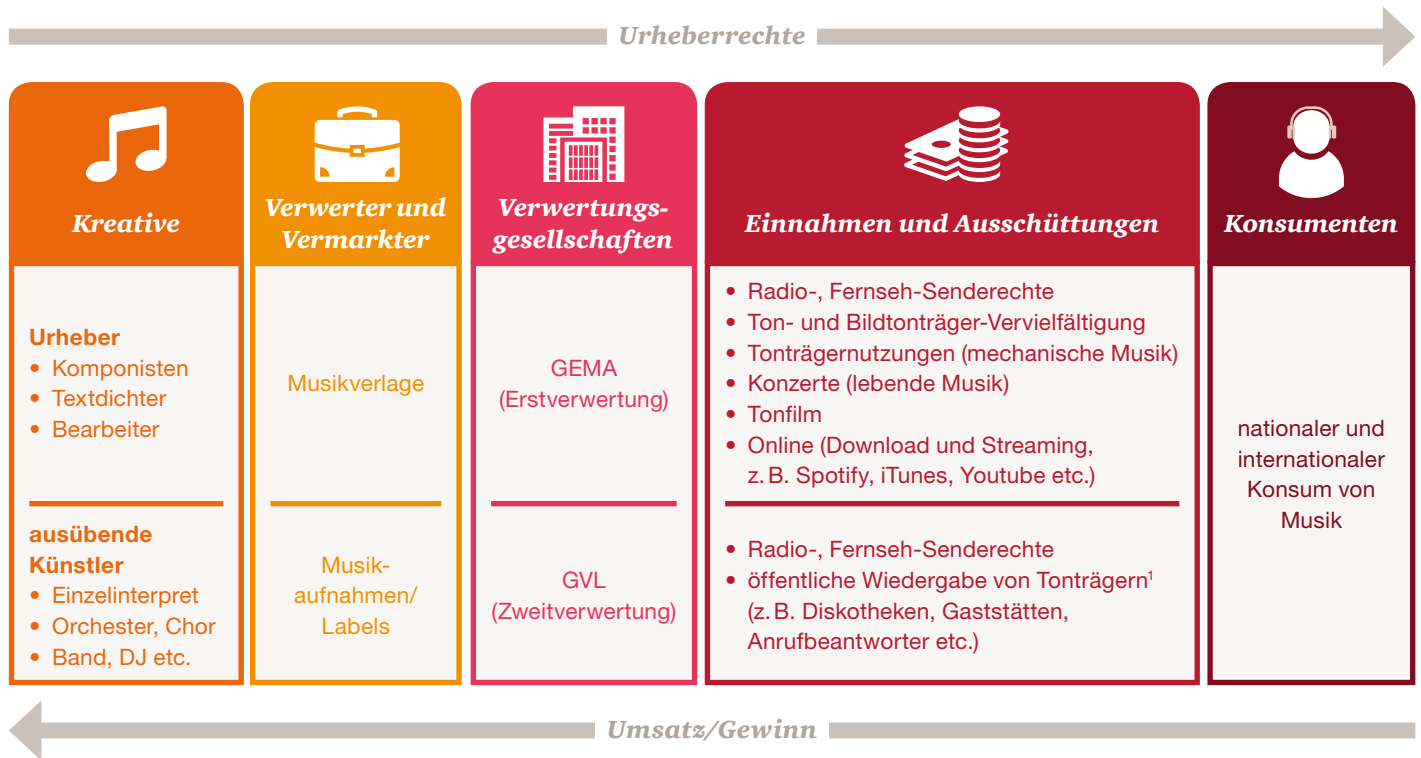 Urheberrechte
Kreative
Urheber
• Komponisten
• Textdichter
• Bearbeiter
ausübende
Künstler
• Einzelinterpret
• Orchester, Chor
• Band, DJ etc.
Verwerter und
Vermarkter
Musikverlage
Musik-
aufnahmen/
Labels
Verwertungs-
gesellschaften
GEMA
(Erstverwertung)
GVL
(Zweitverwertung)
Einnahmen und Ausschüttungen
• Radio-, Fernseh-Senderechte
• Ton- und Bildtonträger-Vervielfältigung
• Tonträgernutzungen (mechanische Musik)
• Konzerte (lebende Musik)
• Tonfilm
• Online (Download und Streaming,
z. B. Spotify, iTunes, Youtube etc.)
• Radio-, Fernseh-Senderechte
• öffentliche Wiedergabe von Tonträgern¹
(z. B. Diskotheken, Gaststätten,
Anrufbeantworter etc.)
Konsumenten
nationaler und
internationaler
Konsum von
Musik
Umsatz/Gewinn